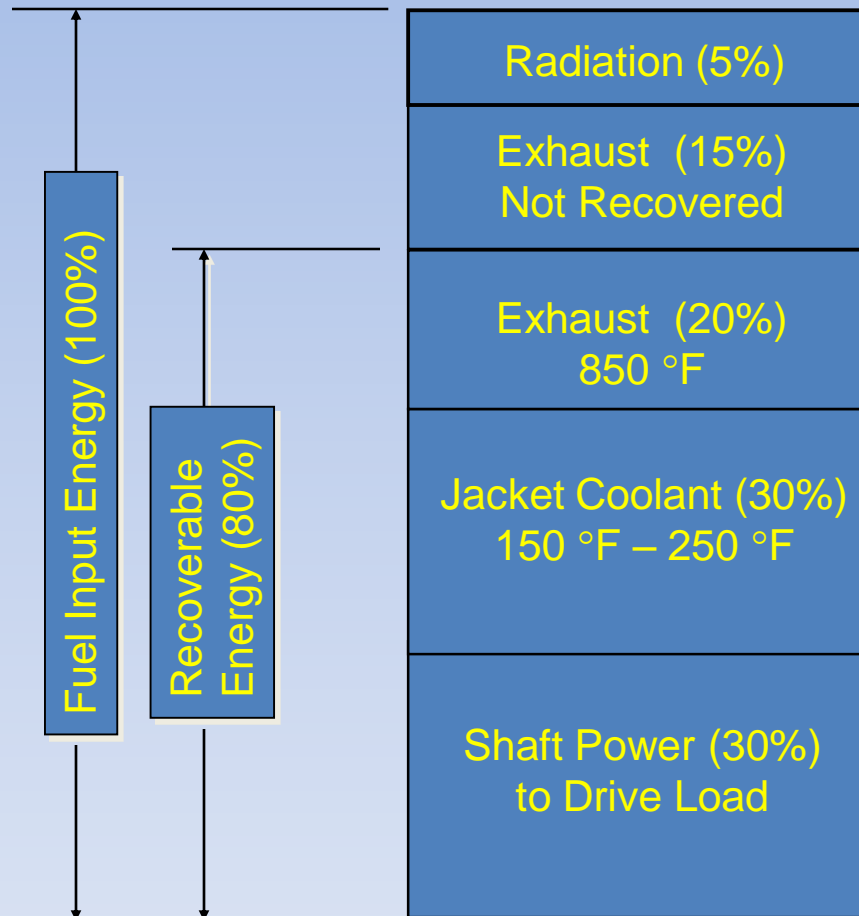 Fuel Input Energy (100%)
Recoverable
Energy (80%)
Radiation (5%)
Exhaust  (15%)
Not Recovered
Exhaust  (20%)
850 °F
Jacket Coolant (30%)
150 °F – 250 °F
Shaft Power (30%)
to Drive Load